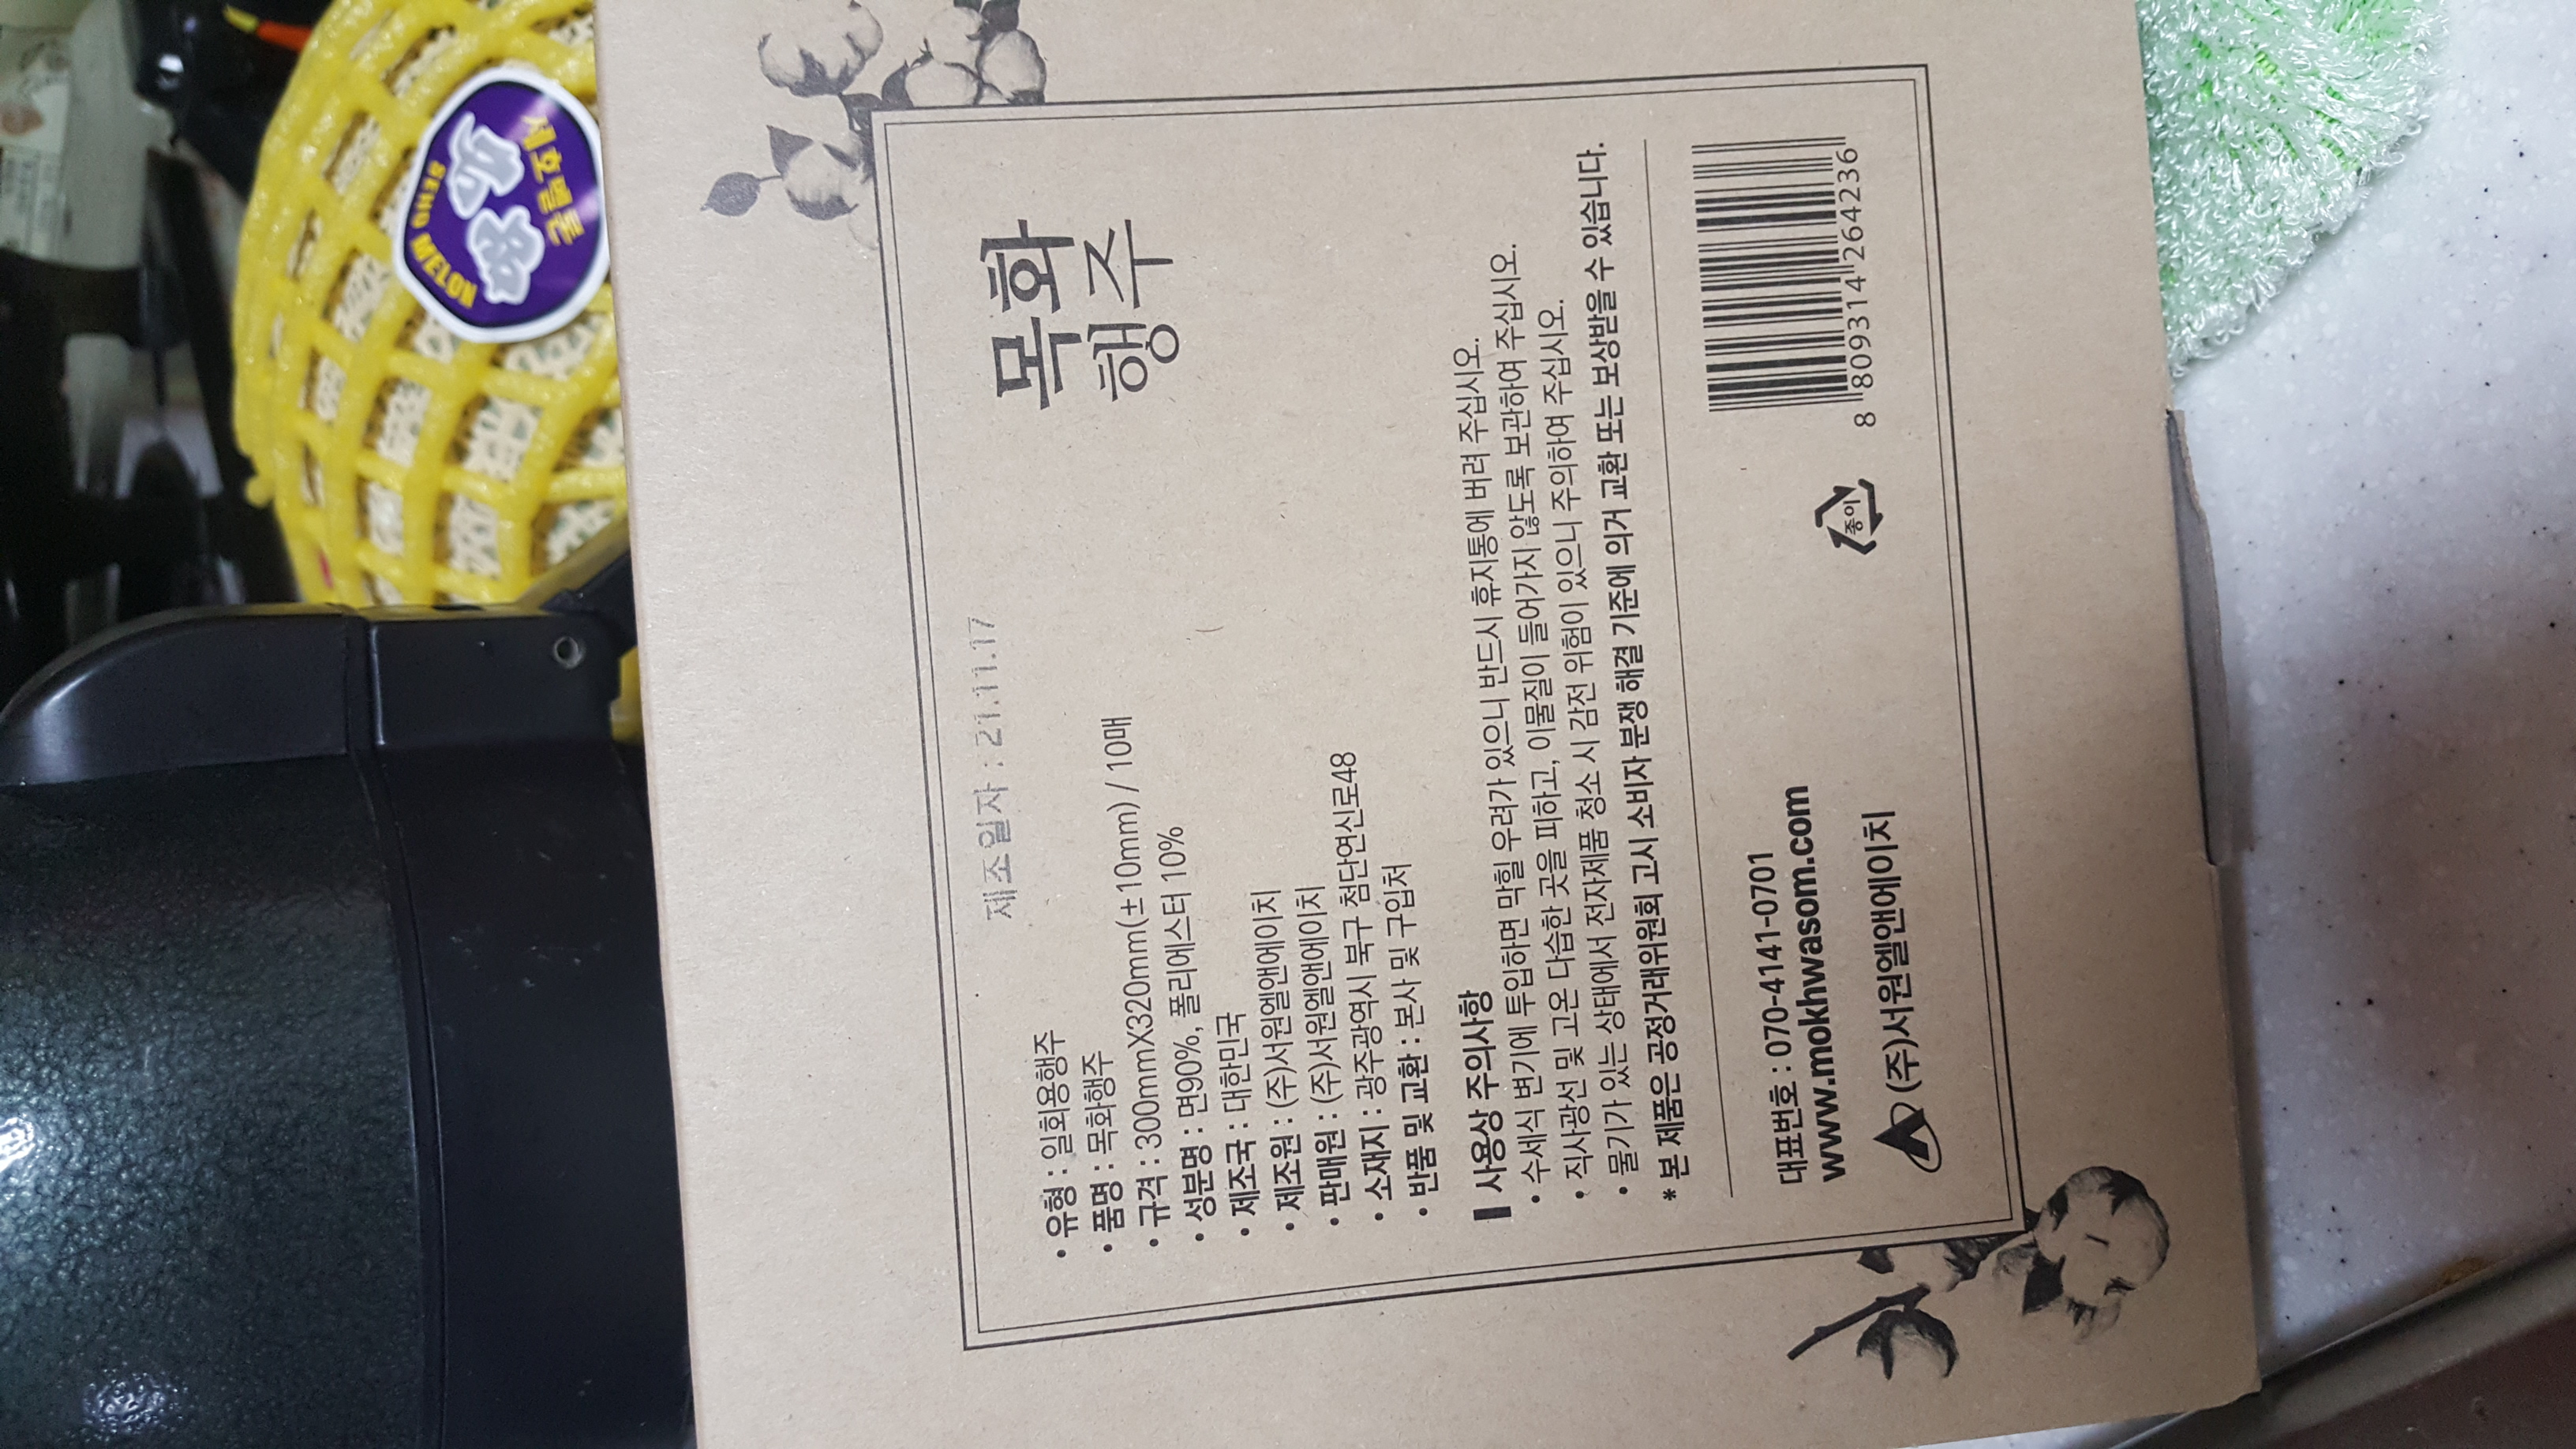 목화
행주
제조일자 : 21.11.17
• 유형 : 일회용행주
• 품명 : 목화행주
• 규격 : 300mmX320mm(±10mm) / 10매
• 성분명 : 면90%, 폴리에스터 10%
• 제조국 : 대한민국
• 제조원 : (주)서원엘앤에이치
• 판매원 : (주)서원엘앤에이치
• 소재지 : 광주광역시 북구 첨단연신로48
• 반품 및 교환 : 본사 및 구입처
사용상 주의사항
• 수세식 변기에 투입하면 막힐 우려가 있으니 반드시 휴지통에 버려 주십시오.
• 직사광선 및 고온 다습한 곳을 피하고, 이물질이 들어가지 않도록 보관하여 주십시오.
• 물기가 있는 상태에서 전자제품 청소 시 감전 위험이 있으니 주의하여 주십시오.
* 본 제품은 공정거래위원회 고시 소비자 분쟁 해결 기준에 의거 교환 또는 보상받을 수 있습니다.
대표번호 : 070-4141-0701
www.mokhwasom.com
(주)서원엘앤에이치
종이
8 809314 264236
세호멜론
SEHO MELON